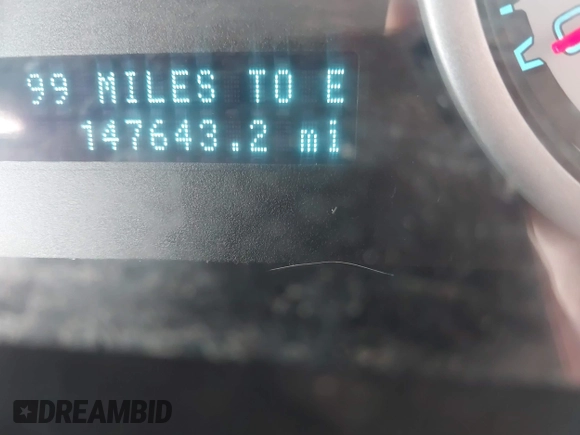 99 MILES TO E
147643.2 mi
DREAMBID